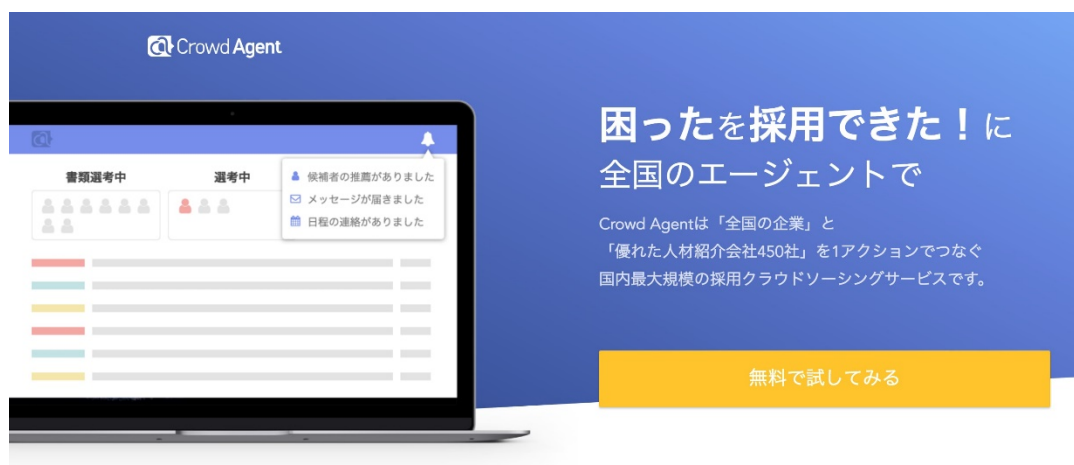 Crowd Agent
書類選考中
選考中
候補者の推薦がありました
メッセージが届きました
日程の連絡がありました
困ったを採用できた！に
全国のエージェントで
Crowd Agentは「全国の企業」と
「優れた人材紹介会社450社」を1アクションでつなぐ
国内最大規模の採用クラウドソーシングサービスです。
無料で試してみる